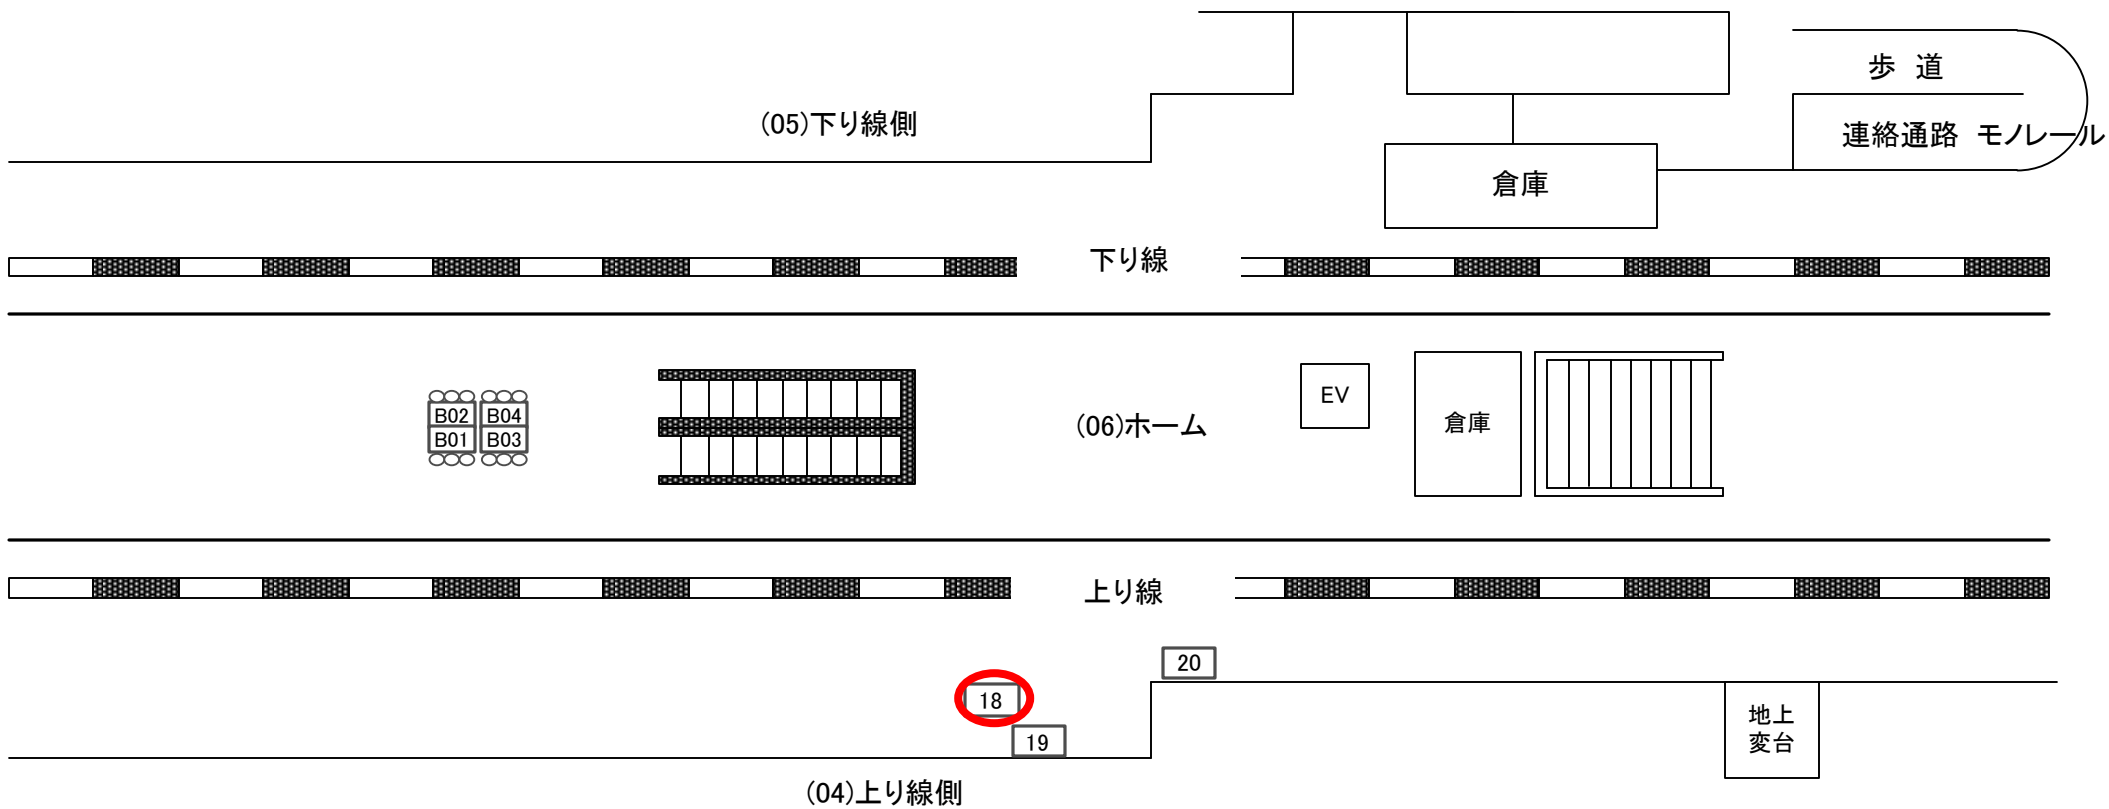 歩 道
(05)下り線側
連絡通路 モノレール
倉庫
下り線
EV
B02 B04
B01 B03
(06)ホーム
倉庫
上り線
20
18
19
地上
変台
(04)上り線側